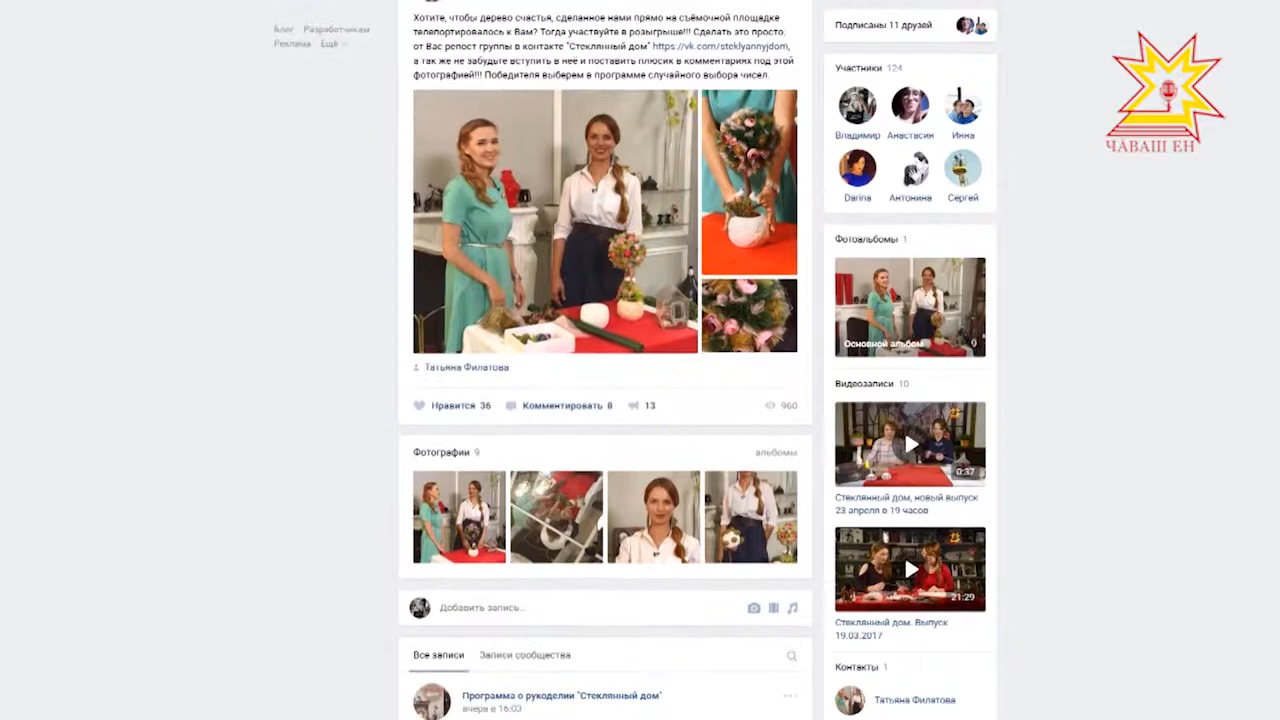 Блог Разработчикам
Реклама Ещё
Хотите, чтобы дерево счастья, сделанное нами прямо на съёмочной площадке
телепортировалось к Вам? Тогда участвуйте в розыгрыше!!! Сделать это просто,
от Вас репост группы в контакте "Стеклянный дом" https://vk.com/steklyannyjdom,
а так же не забудьте вступить в неё и поставить плюсик в комментариях под этой
фотографией!!! Победителя выберем в программе случайного выбора чисел.
Татьяна Филатова
Нравится 36 Комментировать 8 13 960
Фотографии 9 альбомы
Добавить запись...
Все записи Записи сообщества
Программа о рукоделии "Стеклянный дом"
вчера в 16:03
Подписаны 11 друзей
Участники 124
Владимир Анастасия Инна
Darina Антонина Сергей
Фотоальбомы 1
Основной альбом 9
Видеозаписи 10
0:37
Стеклянный дом, новый выпуск
23 апреля в 19 часов
21:29
Стеклянный дом. Выпуск
19.03.2017
Контакты 1
Татьяна Филатова
ЧӐВАШ ЕН